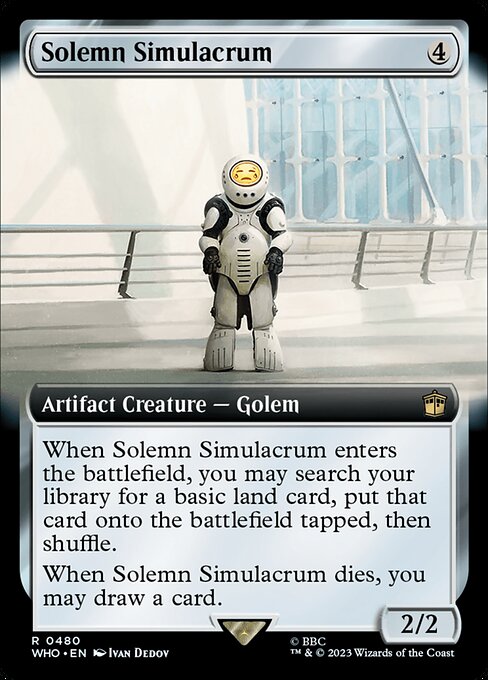 Solemn Simulacrum 4
Artifact Creature — Golem
When Solemn Simulacrum enters
the battlefield, you may search your
library for a basic land card, put that
card onto the battlefield tapped, then
shuffle.
When Solemn Simulacrum dies, you
may draw a card.
2/2
R 0480
WHO • EN Ivan Dedov
© BBC
™ & © 2023 Wizards of the Coast